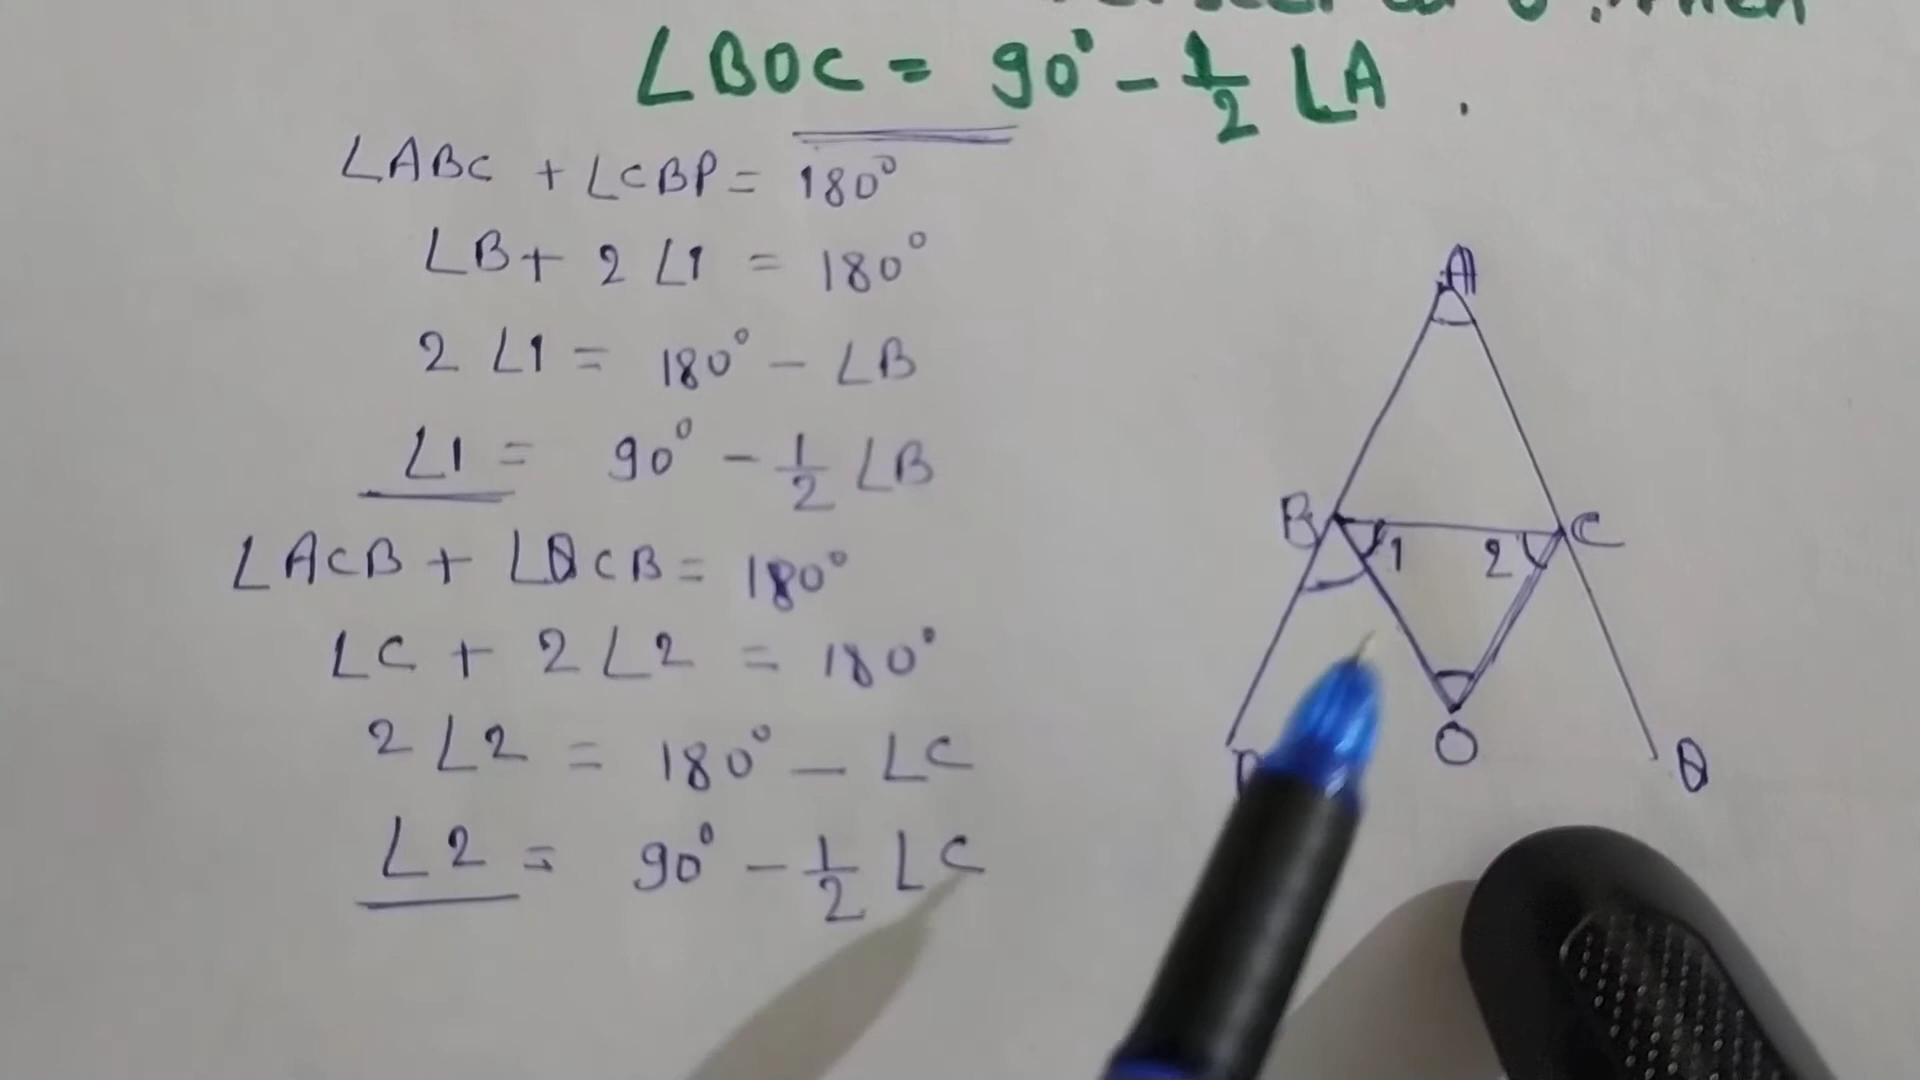 ∠BOC = 90° - 1/2 ∠A .
∠ABC + ∠CBP = 180°
∠B + 2 ∠1 = 180°
2 ∠1 = 180° - ∠B
∠1 = 90° - 1/2 ∠B
∠ACB + ∠QCB = 180°
∠C + 2 ∠2 = 180°
2 ∠2 = 180° - ∠C
∠2 = 90° - 1/2 ∠C
A
B
C
1
2
O
Q